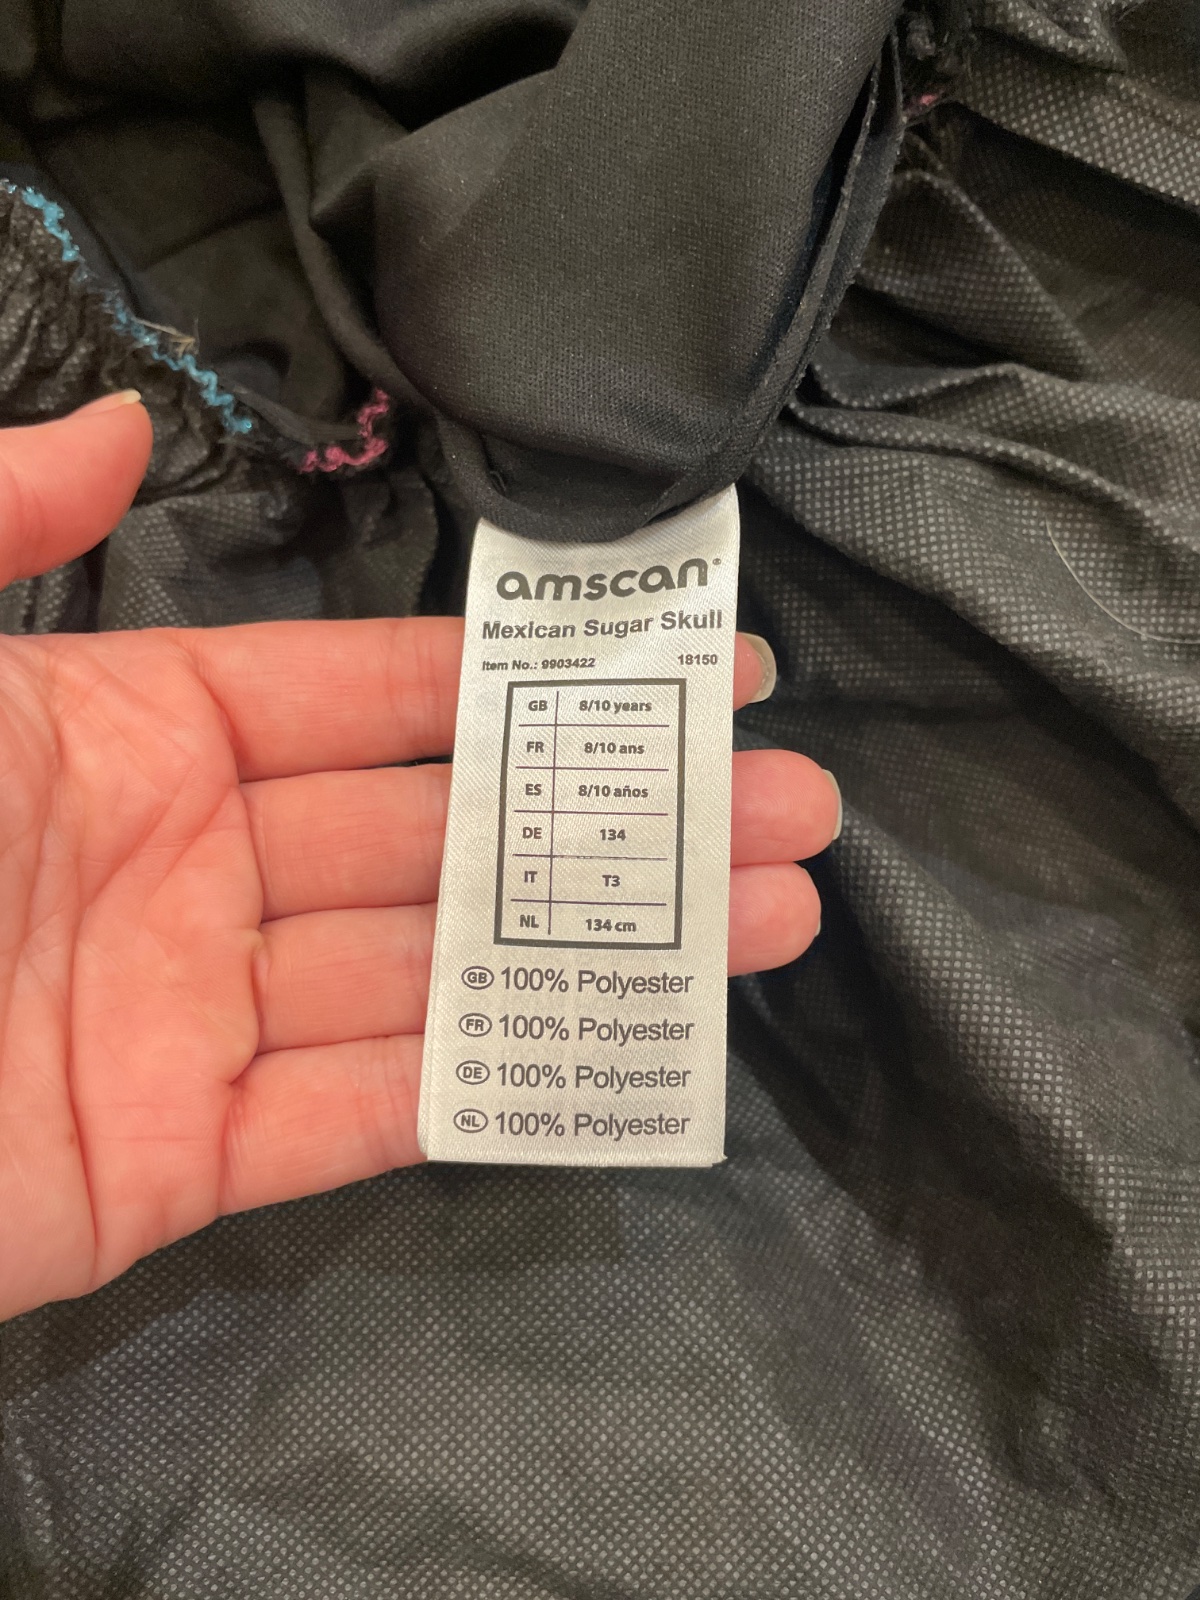 amscan®
Mexican Sugar Skull
Item No.: 9903422 18150
GB 8/10 years
FR 8/10 ans
ES 8/10 años
DE 134
IT T3
NL 134 cm
GB 100% Polyester
FR 100% Polyester
DE 100% Polyester
NL 100% Polyester